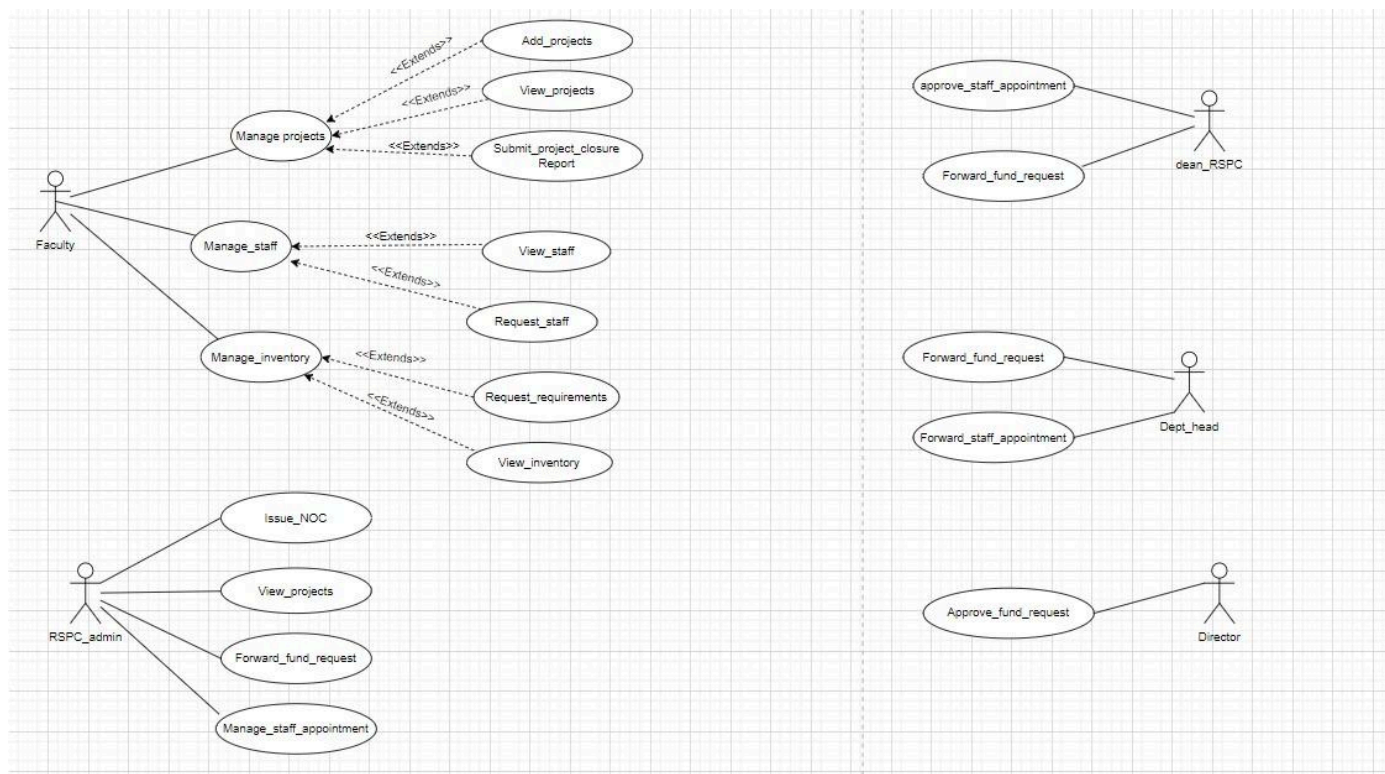 Add_projects
<<Extends>>
View_projects
<<Extends>>
Manage projects
<<Extends>>
Submit_project_closure
Report
Faculty
<<Extends>>
Manage_staff
View_staff
<<Extends>>
Request_staff
Manage_inventory
<<Extends>>
Request_requirements
<<Extends>>
View_inventory
Issue_NOC
View_projects
RSPC_admin
Forward_fund_request
Manage_staff_appointment
approve_staff_appointment
dean_RSPC
Forward_fund_request
Forward_fund_request
Dept_head
Forward_staff_appointment
Approve_fund_request
Director